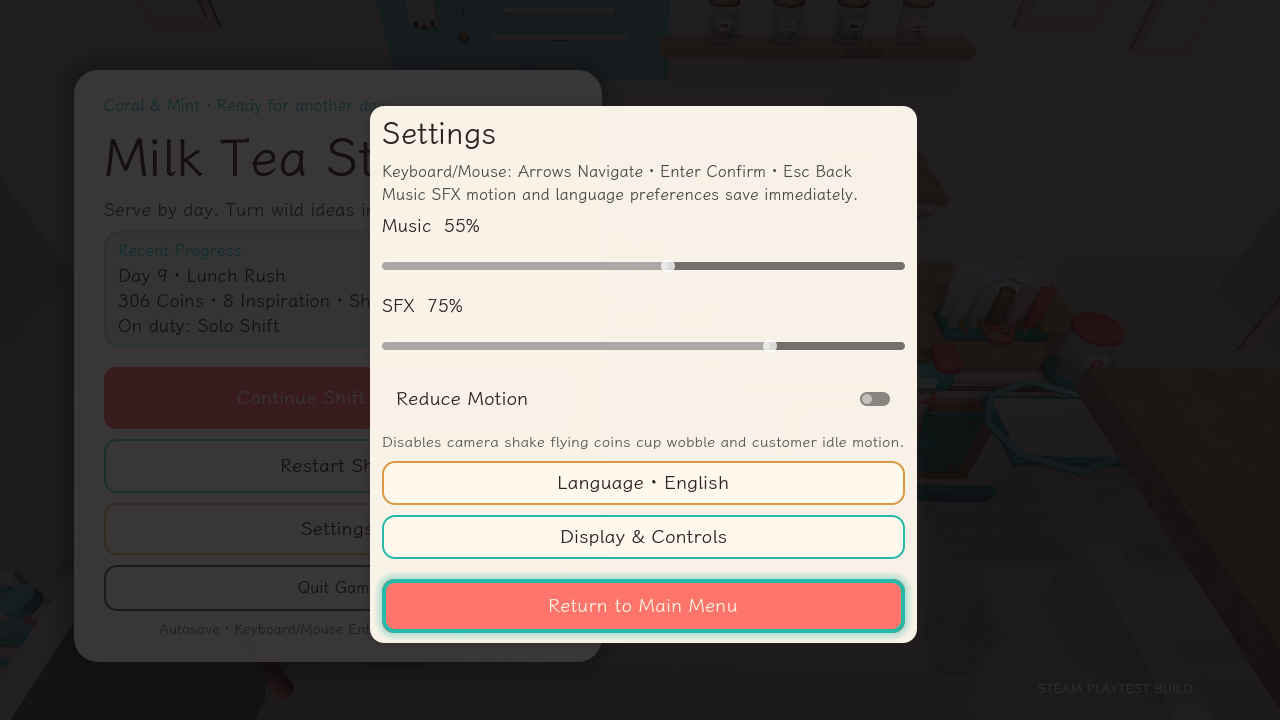 Coral & Mint • Ready for another day
Milk Tea St
Serve by day. Turn wild ideas in
Recent Progress
Day 9 • Lunch Rush
306 Coins • 8 Inspiration • Sh
On duty: Solo Shift
Continue Shift
Restart Sh
Settings
Quit Gam
Autosave • Keyboard/Mouse Ent
Settings
Keyboard/Mouse: Arrows Navigate • Enter Confirm • Esc Back
Music SFX motion and language preferences save immediately.
Music 55%
SFX 75%
Reduce Motion
Disables camera shake flying coins cup wobble and customer idle motion.
Language • English
Display & Controls
Return to Main Menu
STEAM PLAYTEST BUILD